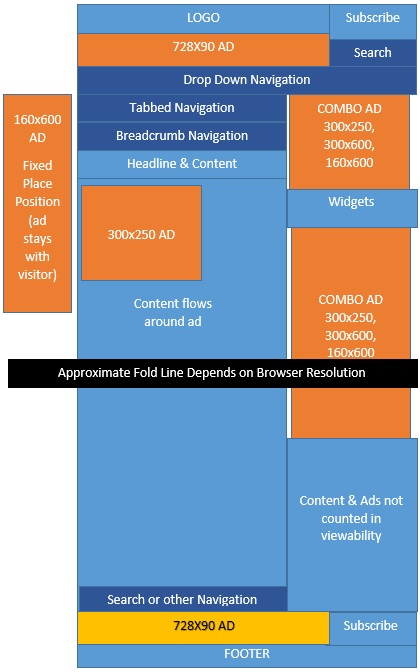 LOGO
Subscribe
728X90 AD
Search
Drop Down Navigation
160x600
AD
Fixed
Place
Position
(ad
stays
with
visitor)
Tabbed Navigation
Breadcrumb Navigation
Headline & Content
COMBO AD
300x250,
300x600,
160x600
Widgets
300x250 AD
Content flows
around ad
COMBO AD
300x250,
300x600,
160x600
Approximate Fold Line Depends on Browser Resolution
Content & Ads not
counted in
viewability
Search or other Navigation
728X90 AD
Subscribe
FOOTER